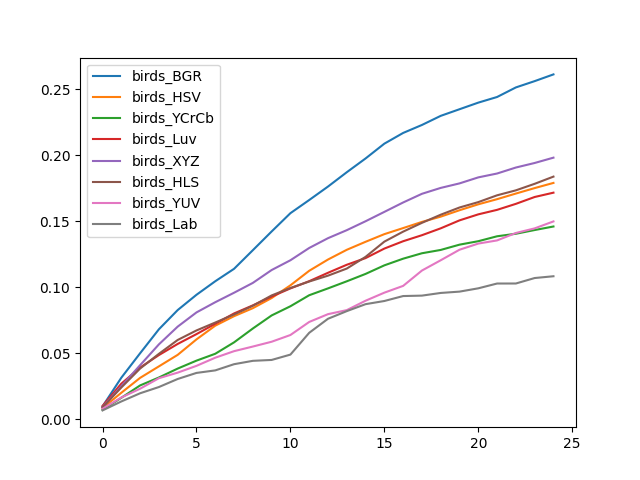 birds_BGR
birds_HSV
birds_YCrCb
birds_Luv
birds_XYZ
birds_HLS
birds_YUV
birds_Lab
0.25
0.20
0.15
0.10
0.05
0.00
0 5 10 15 20 25